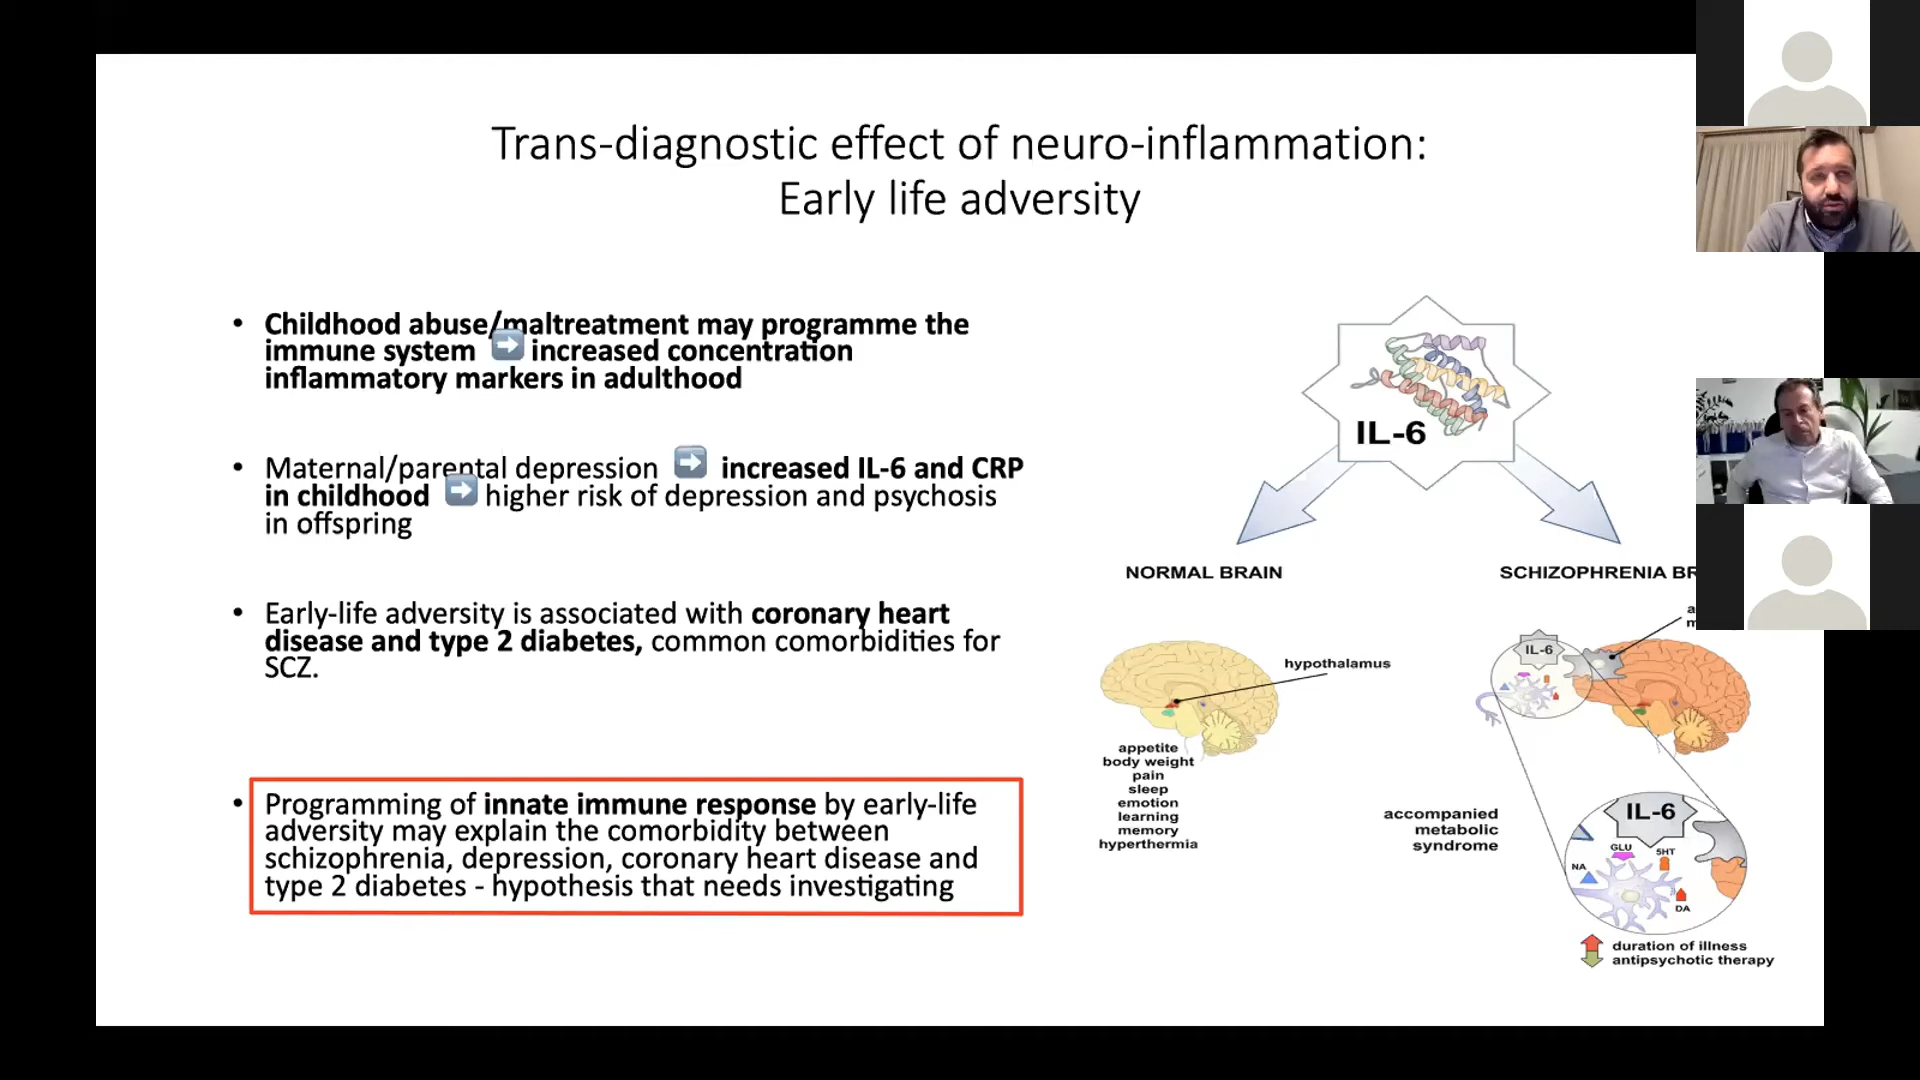 Trans-diagnostic effect of neuro-inflammation:
Early life adversity
• Childhood abuse/maltreatment may programme the
immune system ➡ increased concentration
inflammatory markers in adulthood
• Maternal/parental depression ➡ increased IL-6 and CRP
in childhood ➡ higher risk of depression and psychosis
in offspring
• Early-life adversity is associated with coronary heart
disease and type 2 diabetes, common comorbidities for
SCZ.
• Programming of innate immune response by early-life
adversity may explain the comorbidity between
schizophrenia, depression, coronary heart disease and
type 2 diabetes - hypothesis that needs investigating
IL-6
NORMAL BRAIN
hypothalamus
appetite
body weight
pain
sleep
emotion
learning
memory
hyperthermia
SCHIZOPHRENIA
IL-6
accompanied
metabolic
syndrome
IL-6
GLU
5HT
NA
DA
duration of illness
antipsychotic therapy